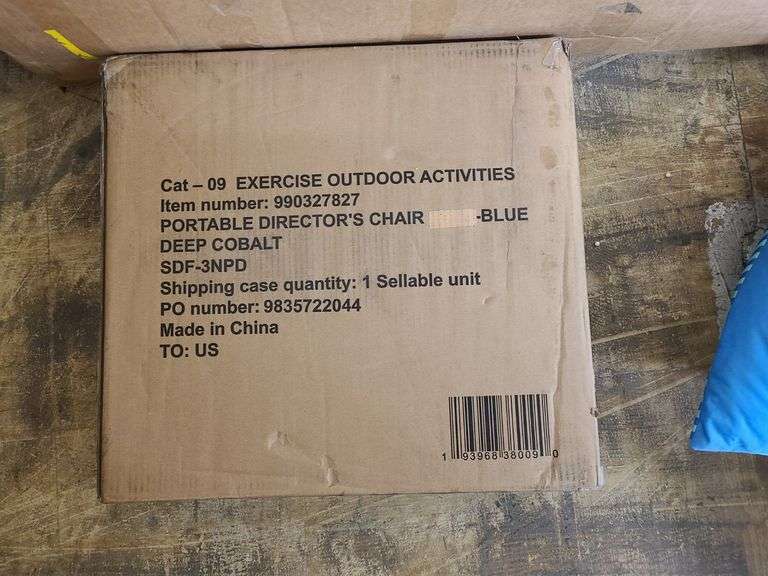 Cat – 09 EXERCISE OUTDOOR ACTIVITIES
Item number: 990327827
PORTABLE DIRECTOR'S CHAIR -BLUE
DEEP COBALT
SDF-3NPD
Shipping case quantity: 1 Sellable unit
PO number: 9835722044
Made in China
TO: US
1 93968 38009 0